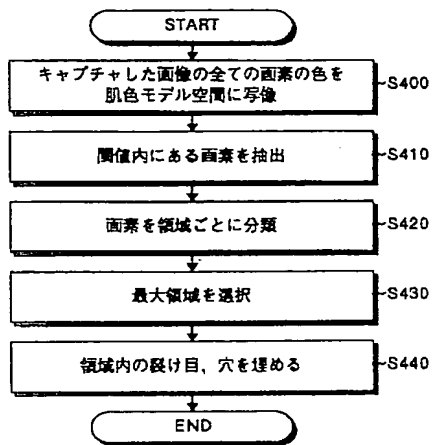 START
キャプチャした画像の全ての画素の色を
肌色モデル空間に写像
S400
閾値内にある画素を抽出
S410
画素を領域ごとに分類
S420
最大領域を選択
S430
領域内の裂け目，穴を埋める
S440
END